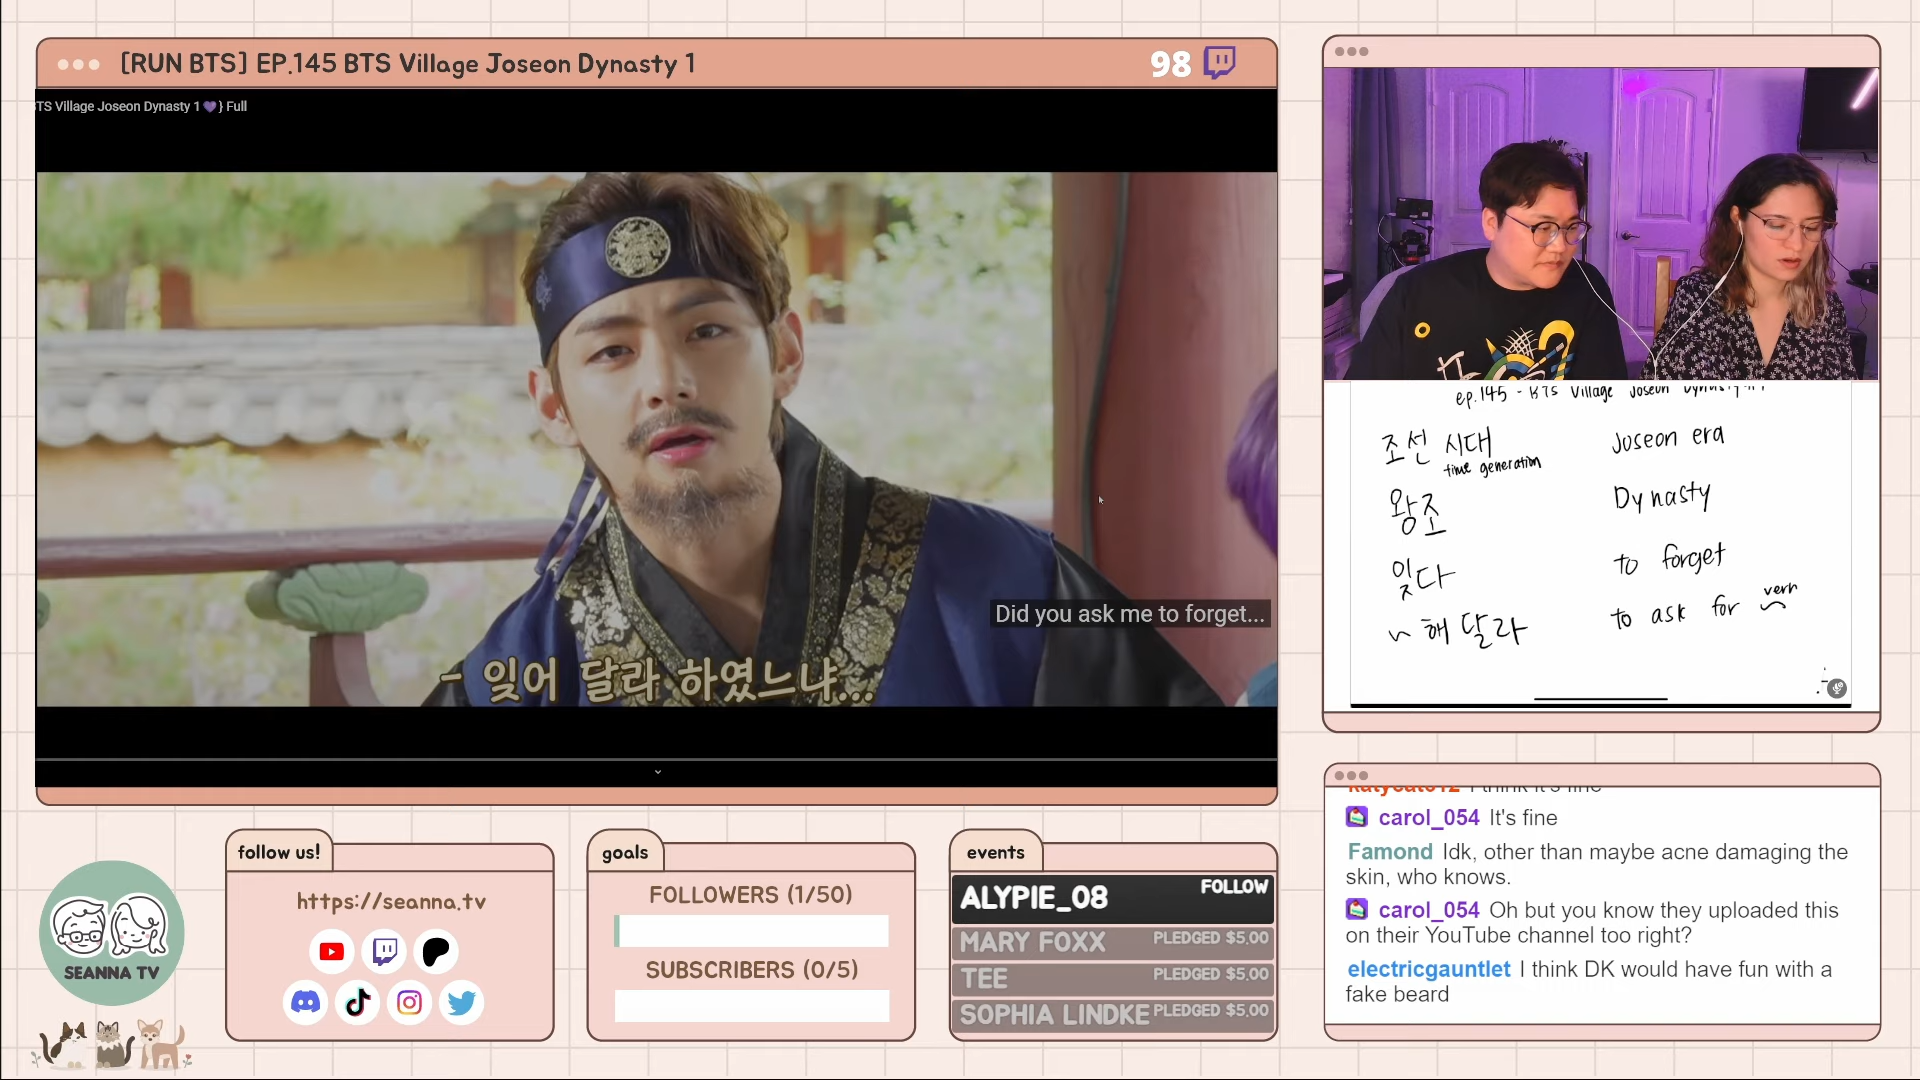 [RUN BTS] EP.145 BTS Village Joseon Dynasty 1
98
TS Village Joseon Dynasty 1💜} Full
Did you ask me to forget...
- 잊어 달라 하였느냐...
ep.145 - BTS Village Joseon
조선 시대 Joseon era
time generation
왕조 Dynasty
잊다 to forget
~해 달라 to ask for verb
katycat612 I think it's fine
carol_054 It's fine
Famond Idk, other than maybe acne damaging the
skin, who knows.
carol_054 Oh but you know they uploaded this
on their YouTube channel too right?
electricgauntlet I think DK would have fun with a
fake beard
SEANNA TV
follow us!
https://seanna.tv
goals
FOLLOWERS (1/50)
SUBSCRIBERS (0/5)
events
ALYPIE_08 FOLLOW
MARY FOXX PLEDGED $5.00
TEE PLEDGED $5.00
SOPHIA LINDKE PLEDGED $5.00